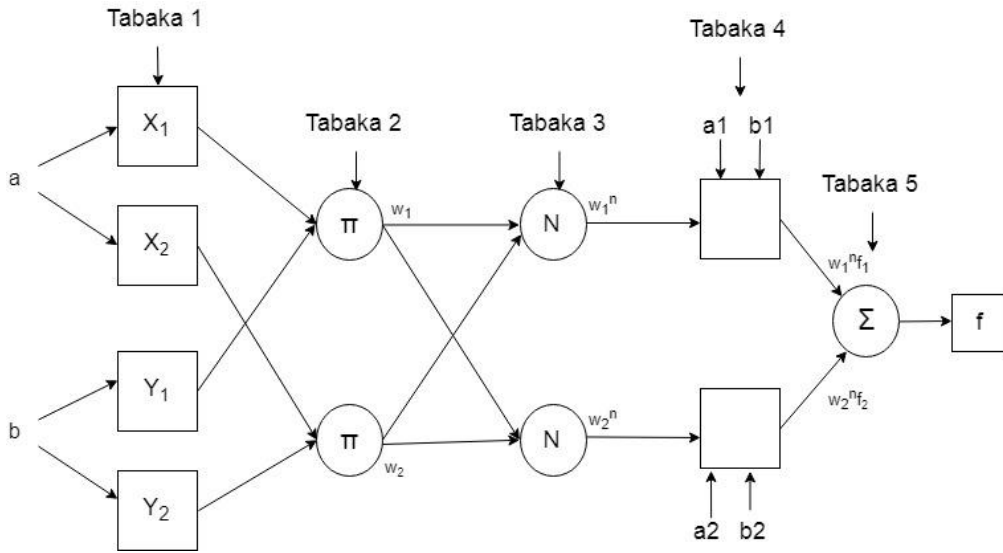 Tabaka 1
Tabaka 4
X₁
Tabaka 2
Tabaka 3
a1 b1
a
π
w₁
N
w₁ⁿ
Tabaka 5
X₂
w₁ⁿf₁
Σ
f
Y₁
b
π
w₂
N
w₂ⁿ
w₂ⁿf₂
Y₂
a2 b2